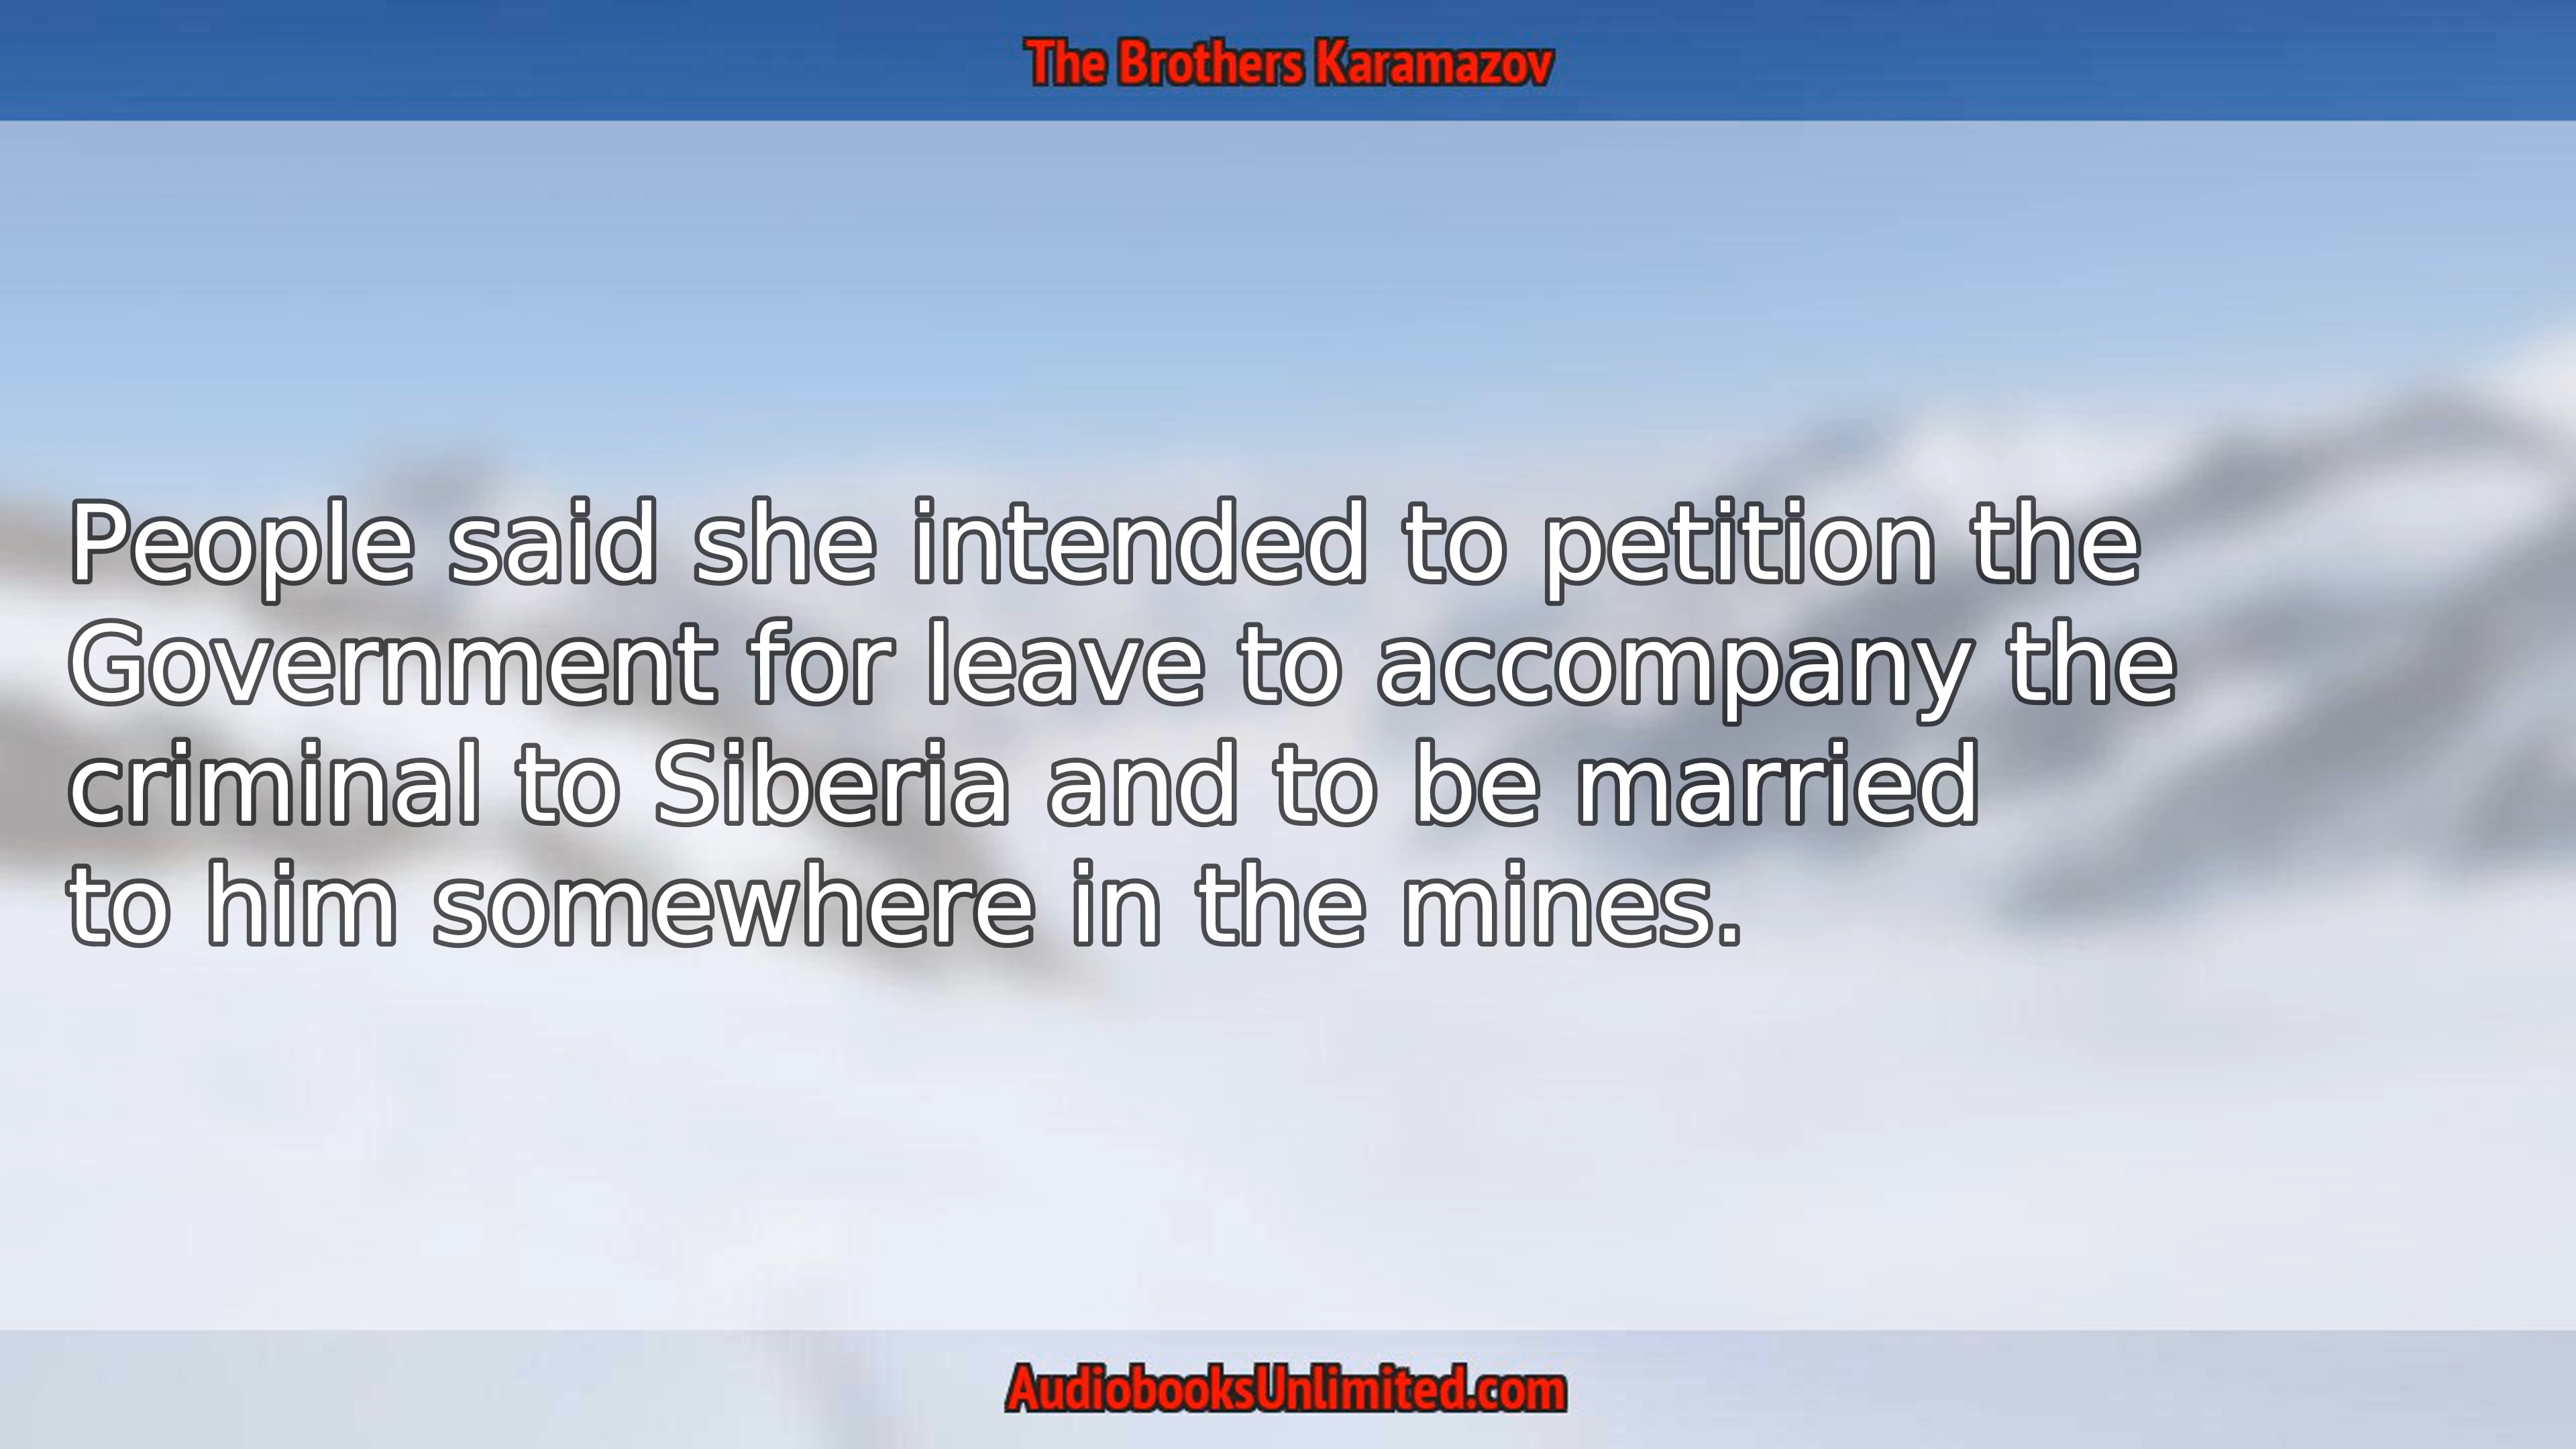 The Brothers Karamazov
People said she intended to petition the
Government for leave to accompany the
criminal to Siberia and to be married
to him somewhere in the mines.
AudiobooksUnlimited.com